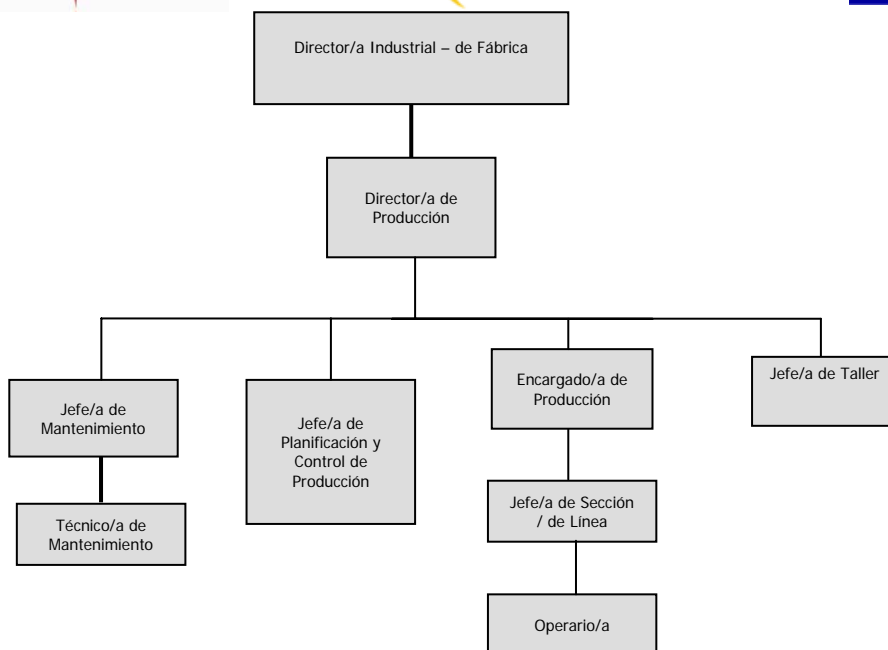 Director/a Industrial – de Fábrica
Director/a de
Producción
Jefe/a de
Mantenimiento
Jefe/a de
Planificación y
Control de
Producción
Encargado/a de
Producción
Jefe/a de Taller
Técnico/a de
Mantenimiento
Jefe/a de Sección
/ de Línea
Operario/a